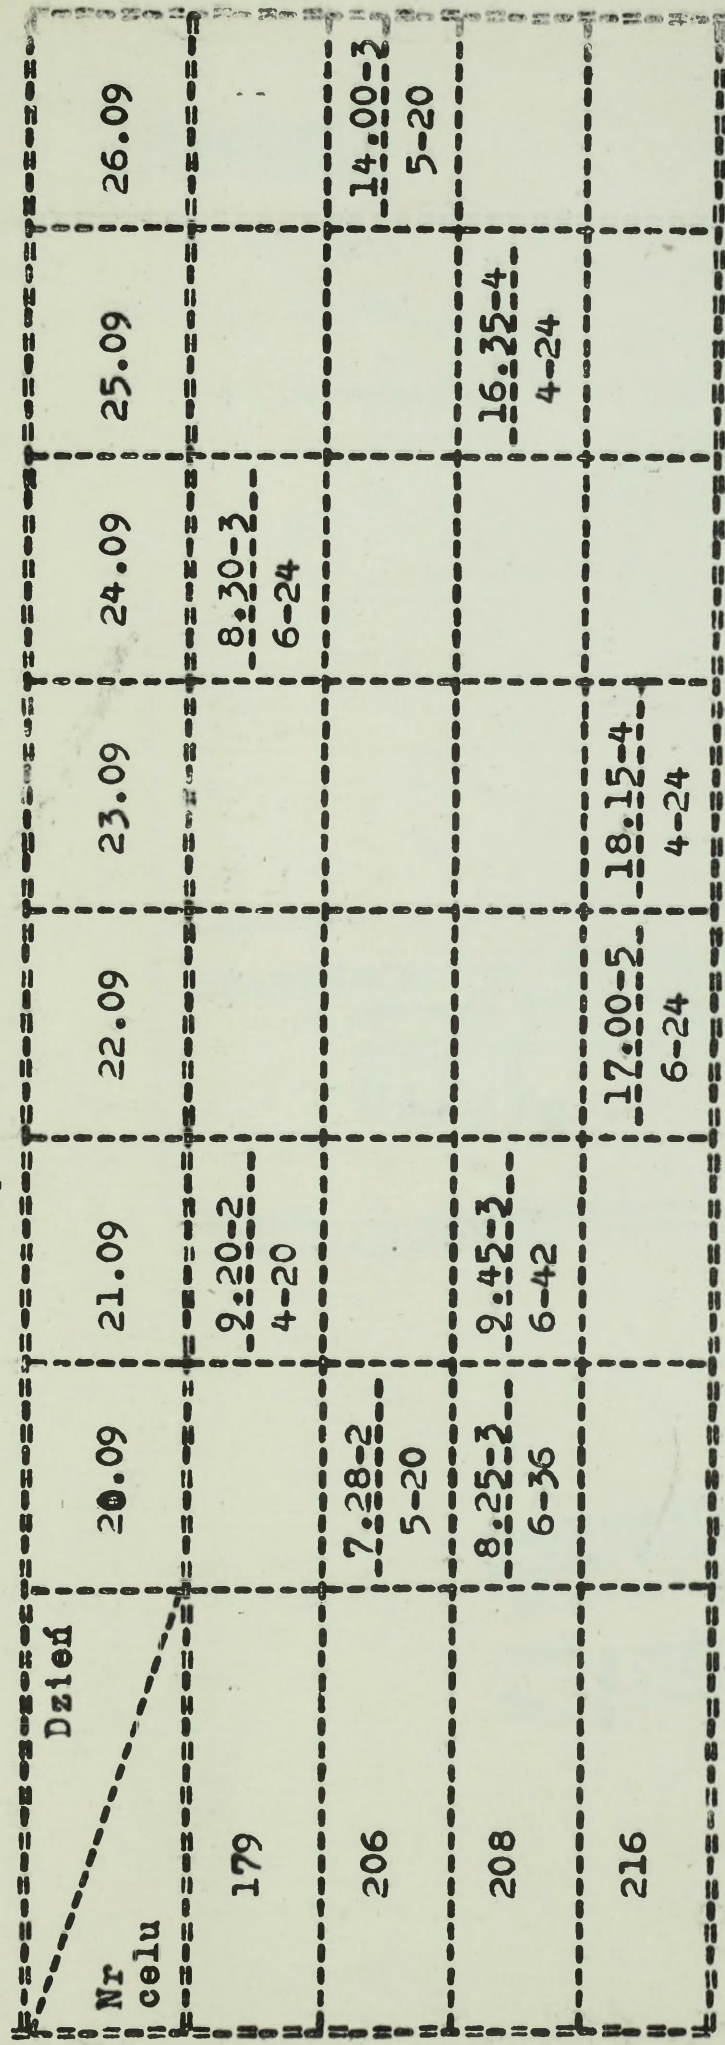 Dzień
Nr
celu
20.09 21.09 22.09 23.09 24.09 25.09 26.09
179 9.20-2 8.30-3
4-20 6-24
206 7.28-2 14.00-3
5-20 5-20
208 8.25-3 9.45-3 16.35-4
6-36 6-42 4-24
216 17.00-5 18.15-4
6-24 4-24